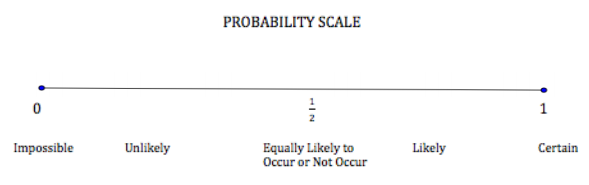 PROBABILITY SCALE
0 1/2 1
Impossible Unlikely Equally Likely to Occur or Not Occur Likely Certain